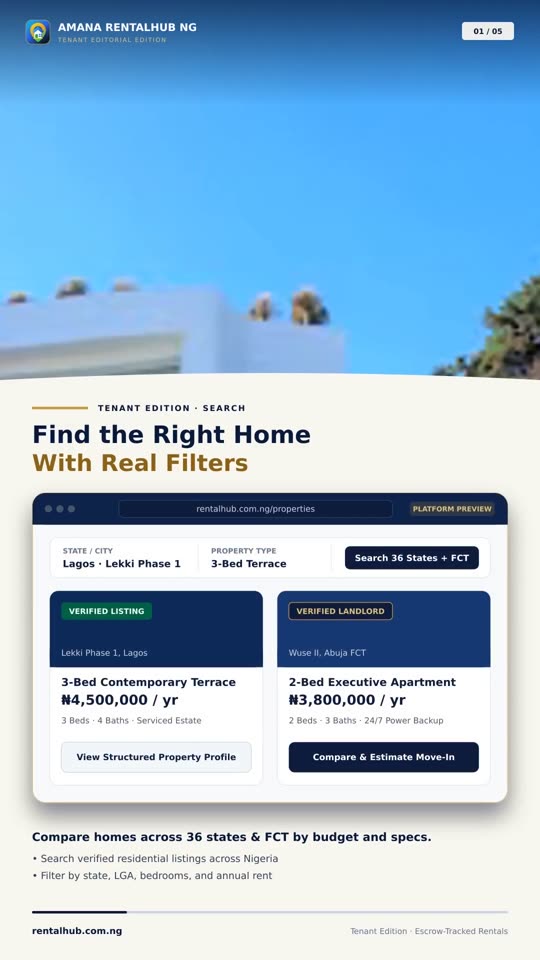 AMANA RENTALHUB NG
TENANT EDITORIAL EDITION
01 / 05
TENANT EDITION · SEARCH
Find the Right Home
With Real Filters
rentalhub.com.ng/properties
PLATFORM PREVIEW
STATE / CITY
Lagos · Lekki Phase 1
PROPERTY TYPE
3-Bed Terrace
Search 36 States + FCT
VERIFIED LISTING
Lekki Phase 1, Lagos
3-Bed Contemporary Terrace
₦4,500,000 / yr
3 Beds · 4 Baths · Serviced Estate
View Structured Property Profile
VERIFIED LANDLORD
Wuse II, Abuja FCT
2-Bed Executive Apartment
₦3,800,000 / yr
2 Beds · 3 Baths · 24/7 Power Backup
Compare & Estimate Move-In
Compare homes across 36 states & FCT by budget and specs.
• Search verified residential listings across Nigeria
• Filter by state, LGA, bedrooms, and annual rent
rentalhub.com.ng
Tenant Edition · Escrow-Tracked Rentals